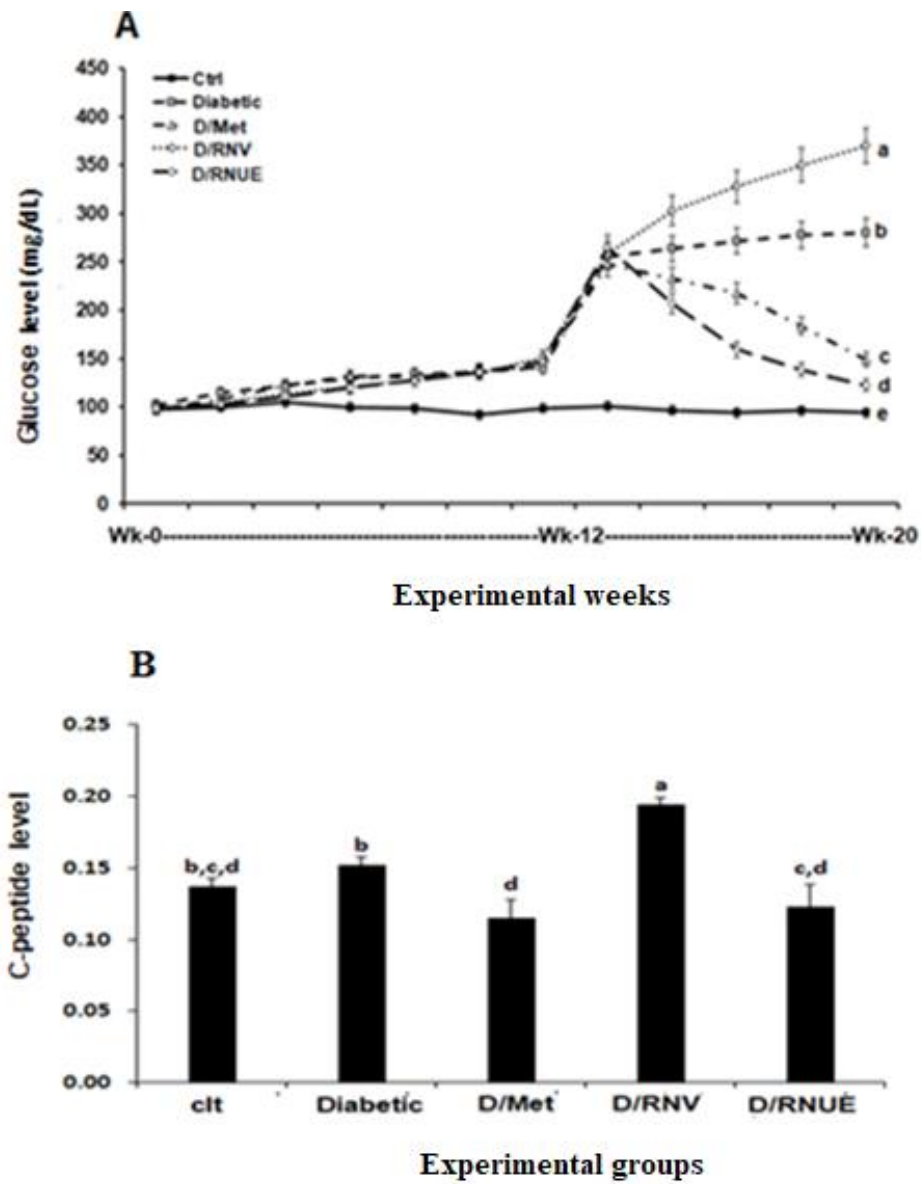 A
450
400
350
300
250
200
150
100
50
0
Glucose level (mg/dL)
Ctrl
Diabetic
D/Met
D/RNV
D/RNUE
a
b
c
d
e
Wk-0-----Wk-12-----Wk-20
Experimental weeks
B
0.25
0.20
0.15
0.10
0.05
0.00
C-peptide level
b,c,d
b
d
a
c,d
clt
Diabetic
D/Met
D/RNV
D/RNUE
Experimental groups